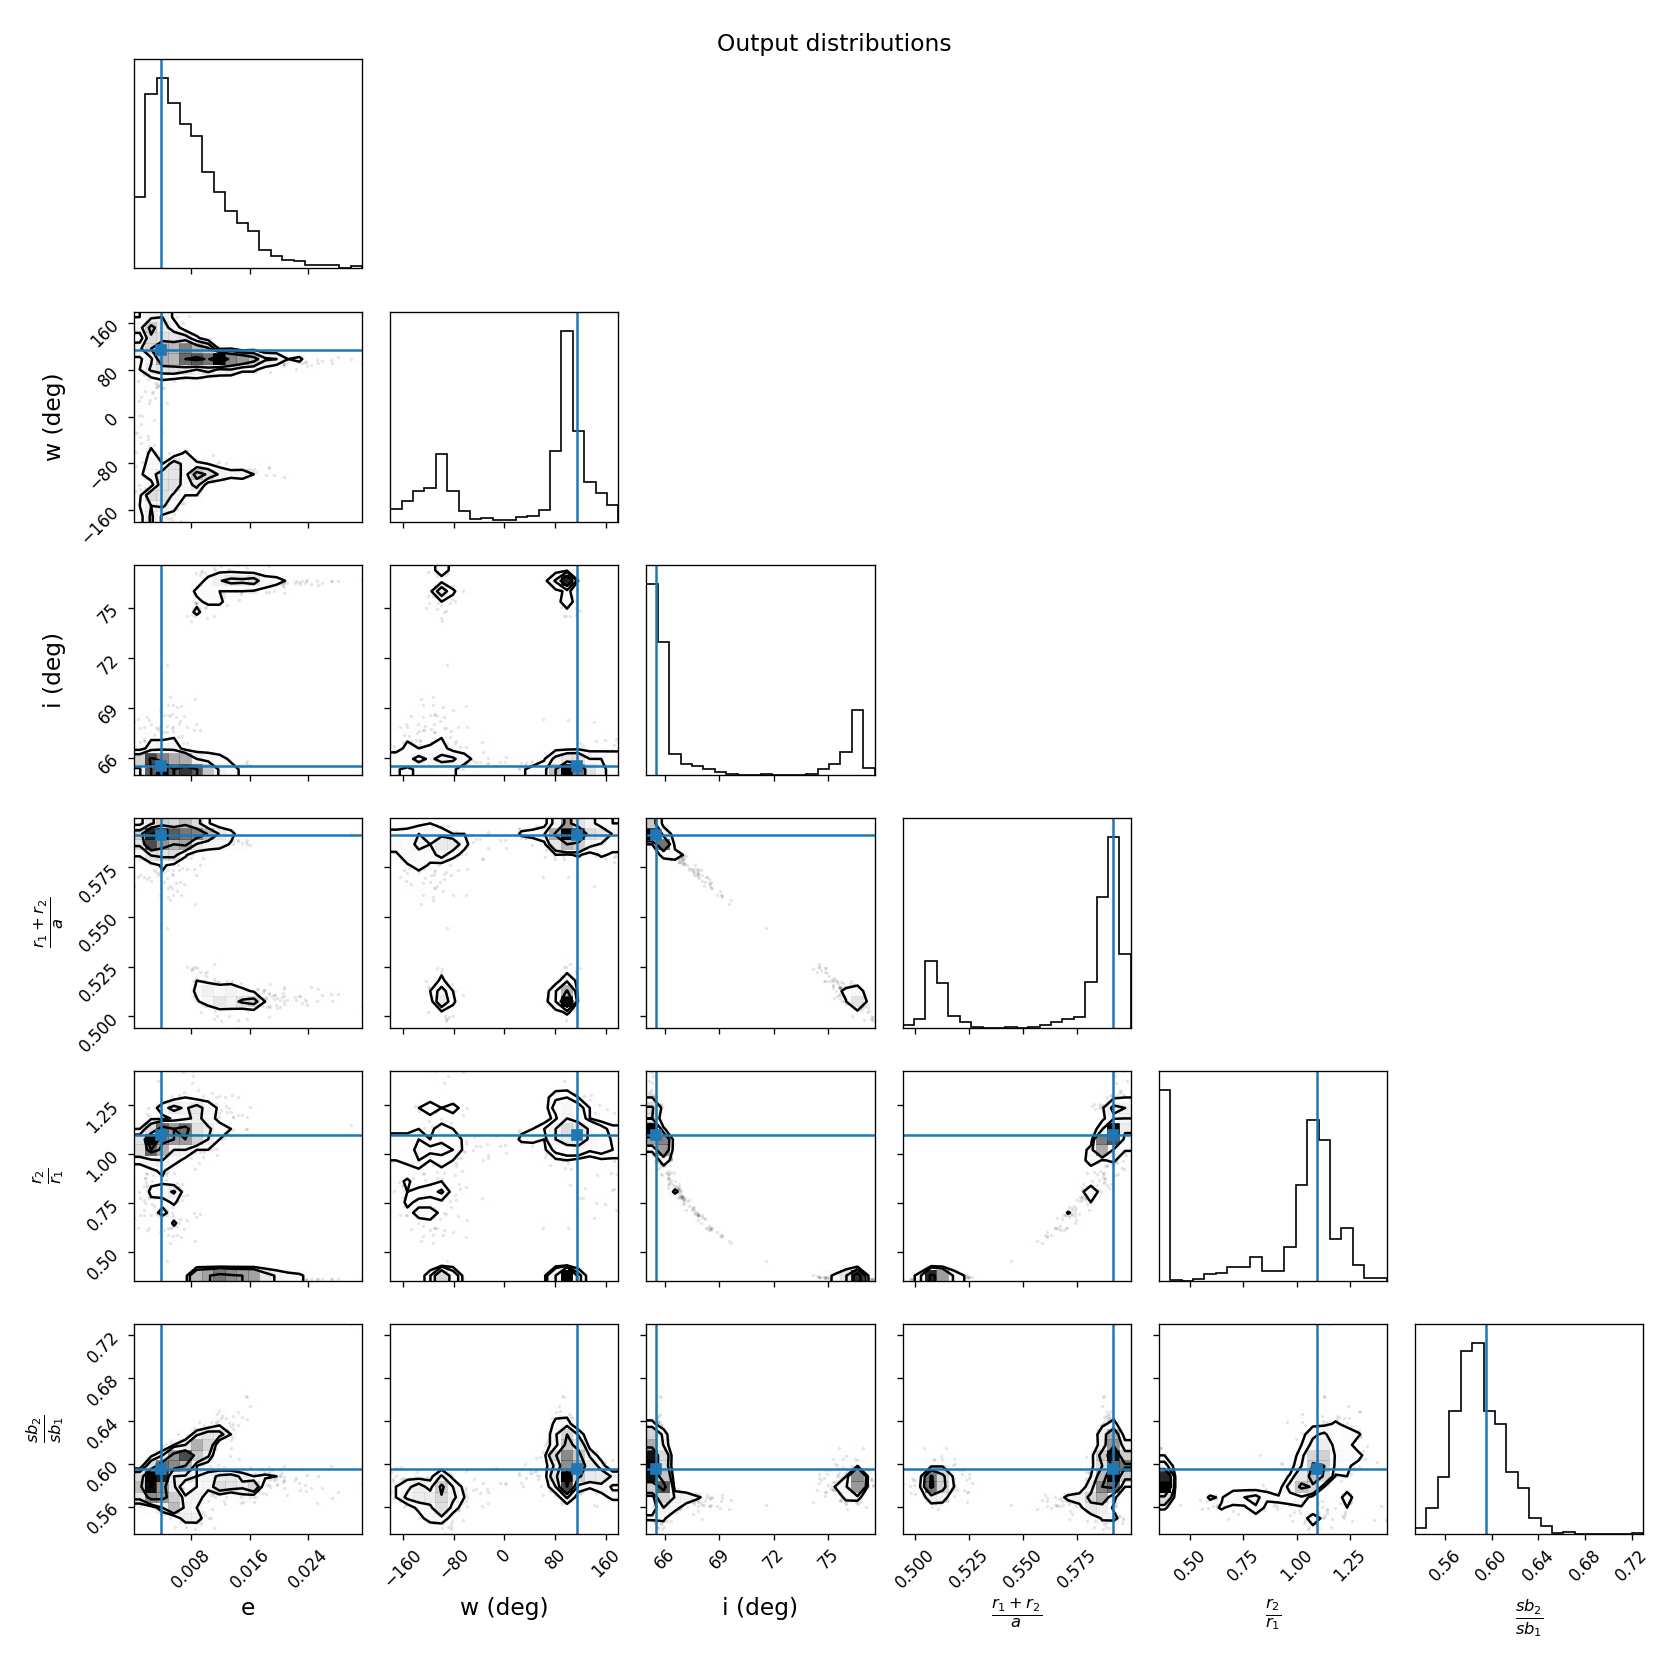 Output distributions
160
80
0
−80
−160
w (deg)
75
72
69
66
i (deg)
0.575
0.550
0.525
0.500
r₁ + r₂
a
1.25
1.00
0.75
0.50
r₂
r₁
0.72
0.68
0.64
0.60
0.56
sb₂
sb₁
0.008 0.016 0.024 −160 −80 0 80 160 66 69 72 75 0.500 0.525 0.550 0.575 0.50 0.75 1.00 1.25 0.56 0.60 0.64 0.68 0.72
e w (deg) i (deg) r₁ + r₂ r₂ sb₂
a r₁ sb₁